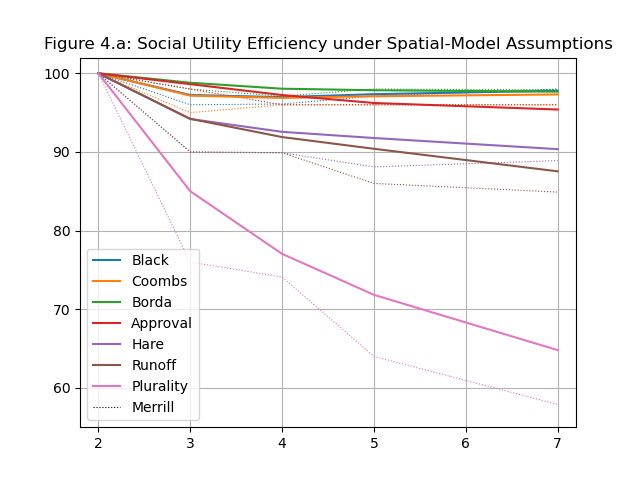 Figure 4.a: Social Utility Efficiency under Spatial-Model Assumptions
100
90
80
70
60
Black
Coombs
Borda
Approval
Hare
Runoff
Plurality
Merrill
2 3 4 5 6 7